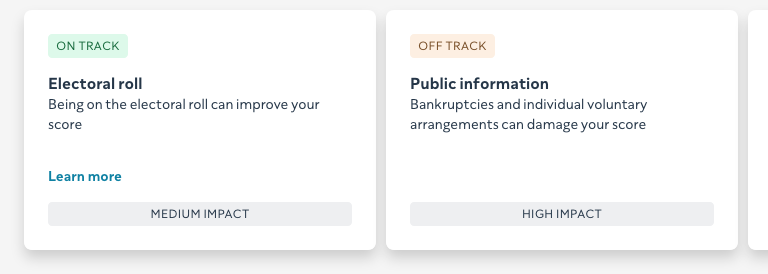 ON TRACK
Electoral roll
Being on the electoral roll can improve your
score
Learn more
MEDIUM IMPACT
OFF TRACK
Public information
Bankruptcies and individual voluntary
arrangements can damage your score
HIGH IMPACT